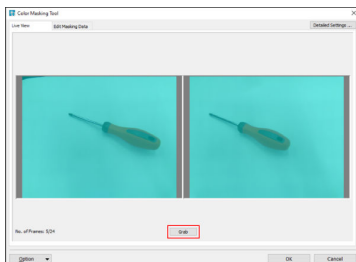 Color Masking Tool
Live View
Edit Masking Data
Detailed Settings ...
No. of Frames: 5/24
Grab
Option
OK
Cancel